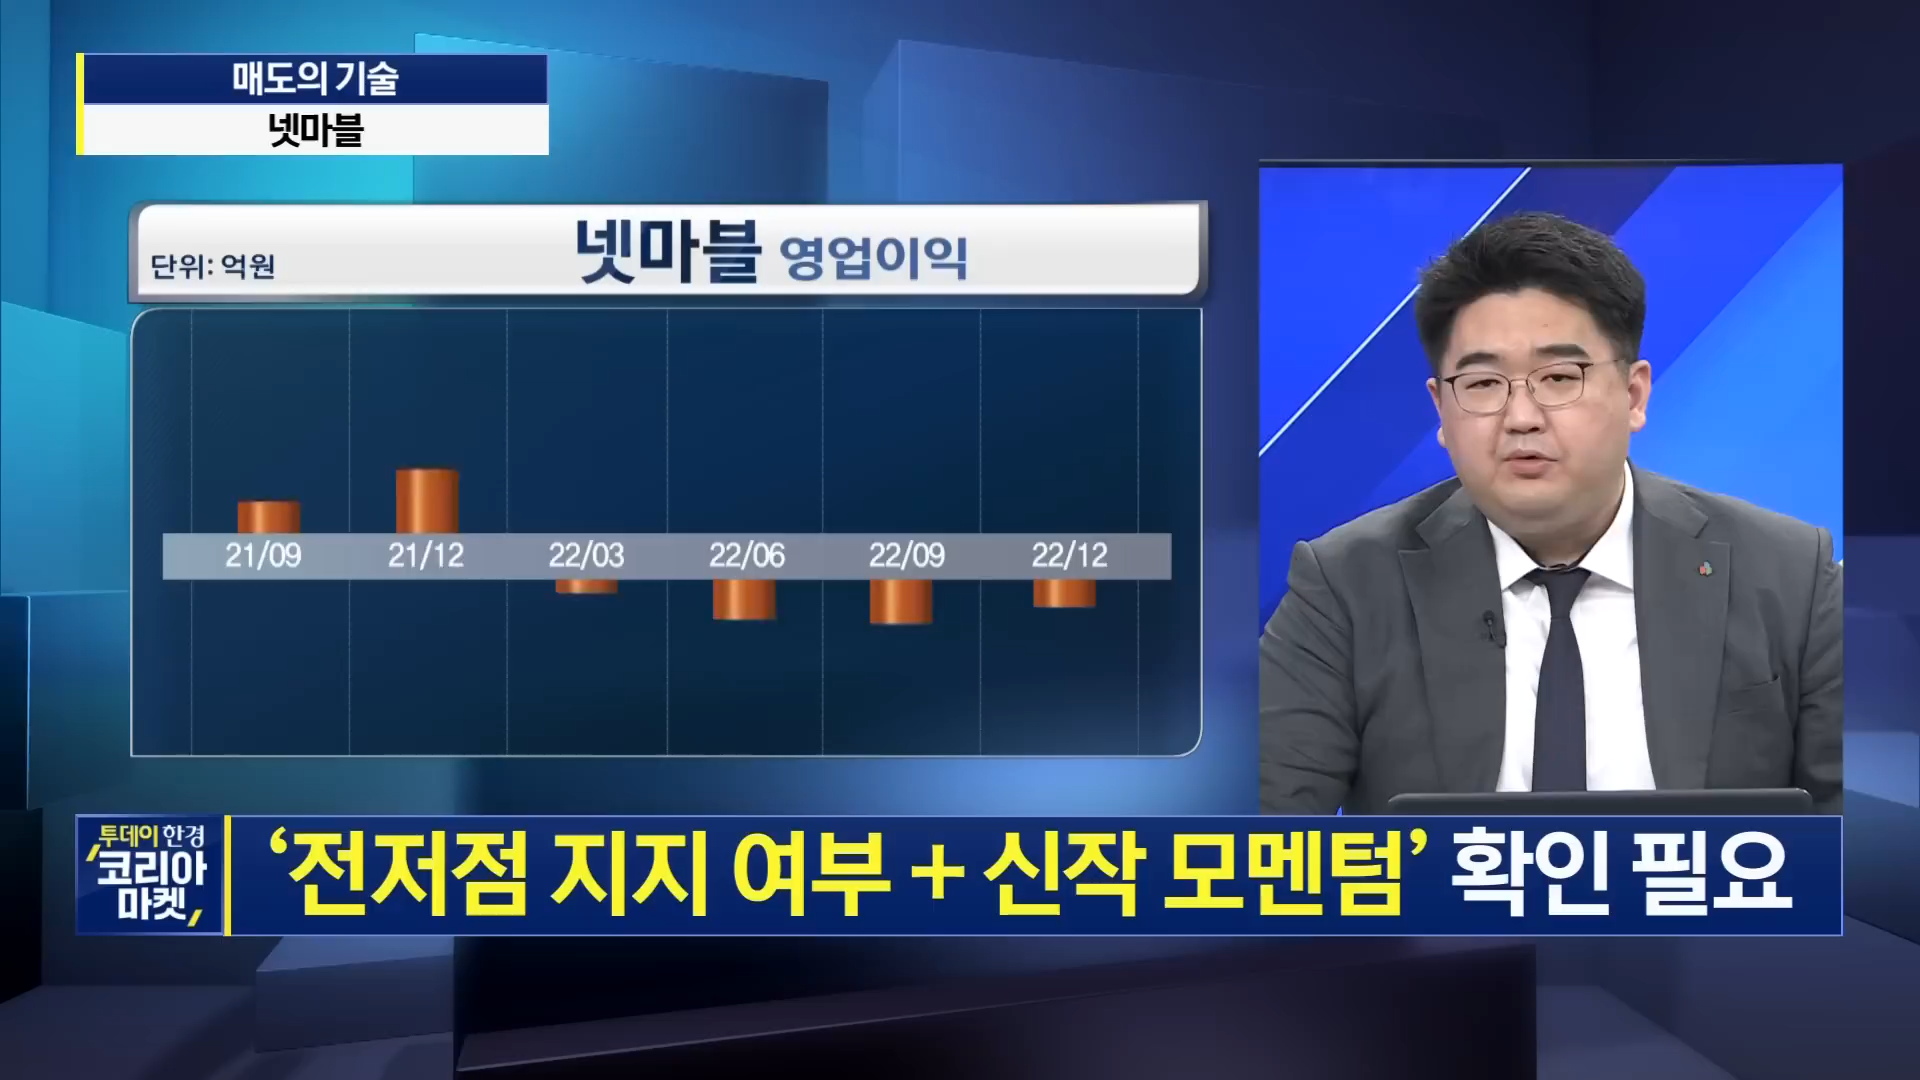 매도의 기술
넷마블
단위: 억원
넷마블 영업이익
21/09 21/12 22/03 22/06 22/09 22/12
투데이 한경
코리아
마켓
‘전저점 지지 여부 + 신작 모멘텀’ 확인 필요